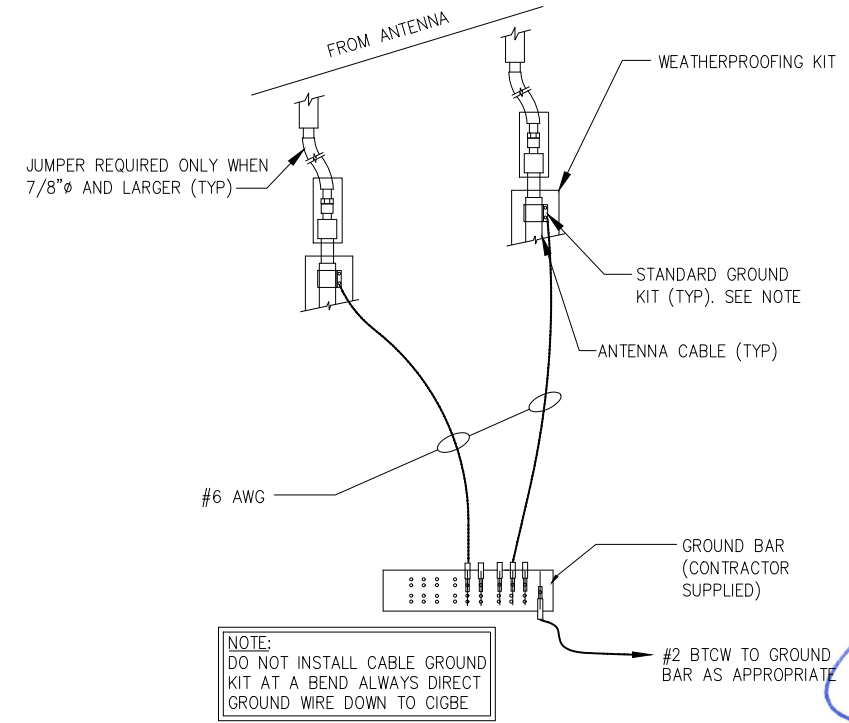 FROM ANTENNA
WEATHERPROOFING KIT
JUMPER REQUIRED ONLY WHEN
7/8"ø AND LARGER (TYP)
STANDARD GROUND
KIT (TYP). SEE NOTE
ANTENNA CABLE (TYP)
#6 AWG
GROUND BAR
(CONTRACTOR
SUPPLIED)
NOTE:
DO NOT INSTALL CABLE GROUND
KIT AT A BEND ALWAYS DIRECT
GROUND WIRE DOWN TO CIGBE
#2 BTCW TO GROUND
BAR AS APPROPRIATE